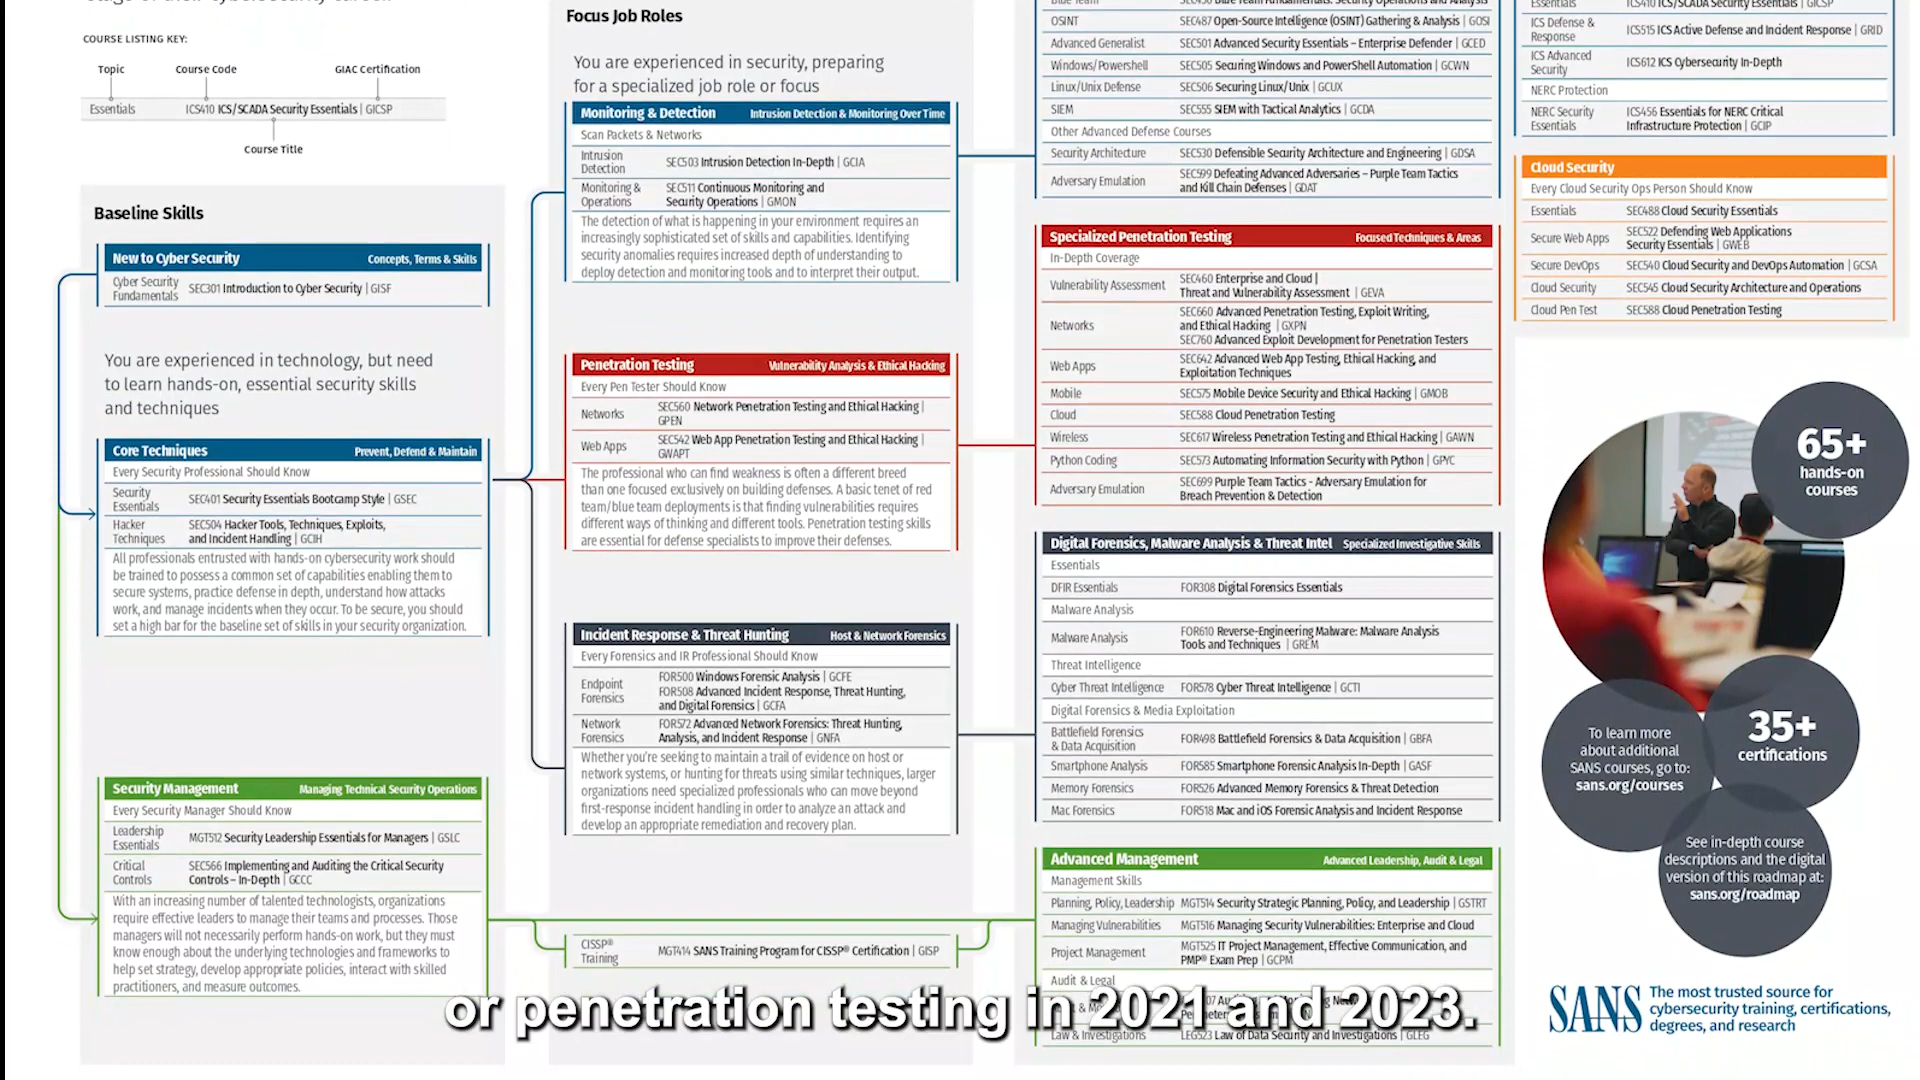 COURSE LISTING KEY:
Topic
Course Code
GIAC Certification
Essentials
ICS410 ICS/SCADA Security Essentials | GICSP
Course Title
Baseline Skills
New to Cyber Security
Concepts, Terms & Skills
Cyber Security
Fundamentals
SEC301 Introduction to Cyber Security | GISF
You are experienced in technology, but need
to learn hands-on, essential security skills
and techniques
Core Techniques
Prevent, Defend & Maintain
Every Security Professional Should Know
Security
Essentials
SEC401 Security Essentials Bootcamp Style | GSEC
Hacker
Techniques
SEC504 Hacker Tools, Techniques, Exploits,
and Incident Handling | GCIH
All professionals entrusted with hands-on cybersecurity work should
be trained to possess a common set of capabilities enabling them to
secure systems, practice defense in depth, understand how attacks
work, and manage incidents when they occur. To be secure, you should
set a high bar for the baseline set of skills in your security organization.
Security Management
Managing Technical Security Operations
Every Security Manager Should Know
Leadership
Essentials
MGT512 Security Leadership Essentials for Managers | GSLC
Critical
Controls
SEC566 Implementing and Auditing the Critical Security
Controls – In-Depth | GCCC
With an increasing number of talented technologists, organizations
require effective leaders to manage their teams and processes. Those
managers will not necessarily perform hands-on work, but they must
know enough about the underlying technologies and frameworks to
help set strategy, develop appropriate policies, interact with skilled
practitioners, and measure outcomes.
Focus Job Roles
You are experienced in security, preparing
for a specialized job role or focus
Monitoring & Detection
Intrusion Detection & Monitoring Over Time
Scan Packets & Networks
Intrusion
Detection
SEC503 Intrusion Detection In-Depth | GCIA
Monitoring &
Operations
SEC511 Continuous Monitoring and
Security Operations | GMON
The detection of what is happening in your environment requires an
increasingly sophisticated set of skills and capabilities. Identifying
security anomalies requires increased depth of understanding to
deploy detection and monitoring tools and to interpret their output.
Penetration Testing
Vulnerability Analysis & Ethical Hacking
Every Pen Tester Should Know
Networks
SEC560 Network Penetration Testing and Ethical Hacking |
GPEN
Web Apps
SEC542 Web App Penetration Testing and Ethical Hacking |
GWAPT
The professional who can find weakness is often a different breed
than one focused exclusively on building defenses. A basic tenet of red
team/blue team deployments is that finding vulnerabilities requires
different ways of thinking and different tools. Penetration testing skills
are essential for defense specialists to improve their defenses.
Incident Response & Threat Hunting
Host & Network Forensics
Every Forensics and IR Professional Should Know
Endpoint
Forensics
FOR500 Windows Forensic Analysis | GCFE
FOR508 Advanced Incident Response, Threat Hunting,
and Digital Forensics | GCFA
Network
Forensics
FOR572 Advanced Network Forensics: Threat Hunting,
Analysis, and Incident Response | GNFA
Whether you're seeking to maintain a trail of evidence on host or
network systems, or hunting for threats using similar techniques, larger
organizations need specialized professionals who can move beyond
first-response incident handling in order to analyze an attack and
develop an appropriate remediation and recovery plan.
CISSP®
Training
MGT414 SANS Training Program for CISSP® Certification | GISP
OSINT
SEC487 Open-Source Intelligence (OSINT) Gathering & Analysis | GOSI
Advanced Generalist
SEC501 Advanced Security Essentials – Enterprise Defender | GCED
Windows/Powershell
SEC505 Securing Windows and PowerShell Automation | GCWN
Linux/Unix Defense
SEC506 Securing Linux/Unix | GCUX
SIEM
SEC555 SIEM with Tactical Analytics | GCDA
Other Advanced Defense Courses
Security Architecture
SEC530 Defensible Security Architecture and Engineering | GDSA
Adversary Emulation
SEC599 Defeating Advanced Adversaries – Purple Team Tactics
and Kill Chain Defenses | GDAT
Specialized Penetration Testing
Focused Techniques & Areas
In-Depth Coverage
Vulnerability Assessment
SEC460 Enterprise and Cloud |
Threat and Vulnerability Assessment | GEVA
Networks
SEC660 Advanced Penetration Testing, Exploit Writing,
and Ethical Hacking | GXPN
SEC760 Advanced Exploit Development for Penetration Testers
Web Apps
SEC642 Advanced Web App Testing, Ethical Hacking, and
Exploitation Techniques
Mobile
SEC575 Mobile Device Security and Ethical Hacking | GMOB
Cloud
SEC588 Cloud Penetration Testing
Wireless
SEC617 Wireless Penetration Testing and Ethical Hacking | GAWN
Python Coding
SEC573 Automating Information Security with Python | GPYC
Adversary Emulation
SEC699 Purple Team Tactics - Adversary Emulation for
Breach Prevention & Detection
Digital Forensics, Malware Analysis & Threat Intel
Specialized Investigative Skills
Essentials
DFIR Essentials
FOR308 Digital Forensics Essentials
Malware Analysis
Malware Analysis
FOR610 Reverse-Engineering Malware: Malware Analysis
Tools and Techniques | GREM
Threat Intelligence
Cyber Threat Intelligence
FOR578 Cyber Threat Intelligence | GCTI
Digital Forensics & Media Exploitation
Battlefield Forensics
& Data Acquisition
FOR498 Battlefield Forensics & Data Acquisition | GBFA
Smartphone Analysis
FOR585 Smartphone Forensic Analysis In-Depth | GASF
Memory Forensics
FOR526 Advanced Memory Forensics & Threat Detection
Mac Forensics
FOR518 Mac and iOS Forensic Analysis and Incident Response
Advanced Management
Advanced Leadership, Audit & Legal
Management Skills
Planning, Policy, Leadership
MGT514 Security Strategic Planning, Policy, and Leadership | GSTRT
Managing Vulnerabilities
MGT516 Managing Security Vulnerabilities: Enterprise and Cloud
Project Management
MGT525 IT Project Management, Effective Communication, and
PMP® Exam Prep | GCPM
Audit & Legal
Law & Investigations
LEG523 Law of Data Security and Investigations | GLEG
Essentials
ICS410 ICS/SCADA Security Essentials | GICSP
ICS Defense &
Response
ICS515 ICS Active Defense and Incident Response | GRID
ICS Advanced
Security
ICS612 ICS Cybersecurity In-Depth
NERC Protection
NERC Security
Essentials
ICS456 Essentials for NERC Critical
Infrastructure Protection | GCIP
Cloud Security
Every Cloud Security Ops Person Should Know
Essentials
SEC488 Cloud Security Essentials
Secure Web Apps
SEC522 Defending Web Applications
Security Essentials | GWEB
Secure DevOps
SEC540 Cloud Security and DevOps Automation | GCSA
Cloud Security
SEC545 Cloud Security Architecture and Operations
Cloud Pen Test
SEC588 Cloud Penetration Testing
65+
hands-on
courses
35+
certifications
To learn more
about additional
SANS courses, go to:
sans.org/courses
See in-depth course
descriptions and the digital
version of this roadmap at:
sans.org/roadmap
SANS
The most trusted source for
cybersecurity training, certifications,
degrees, and research
or penetration testing in 2021 and 2023.